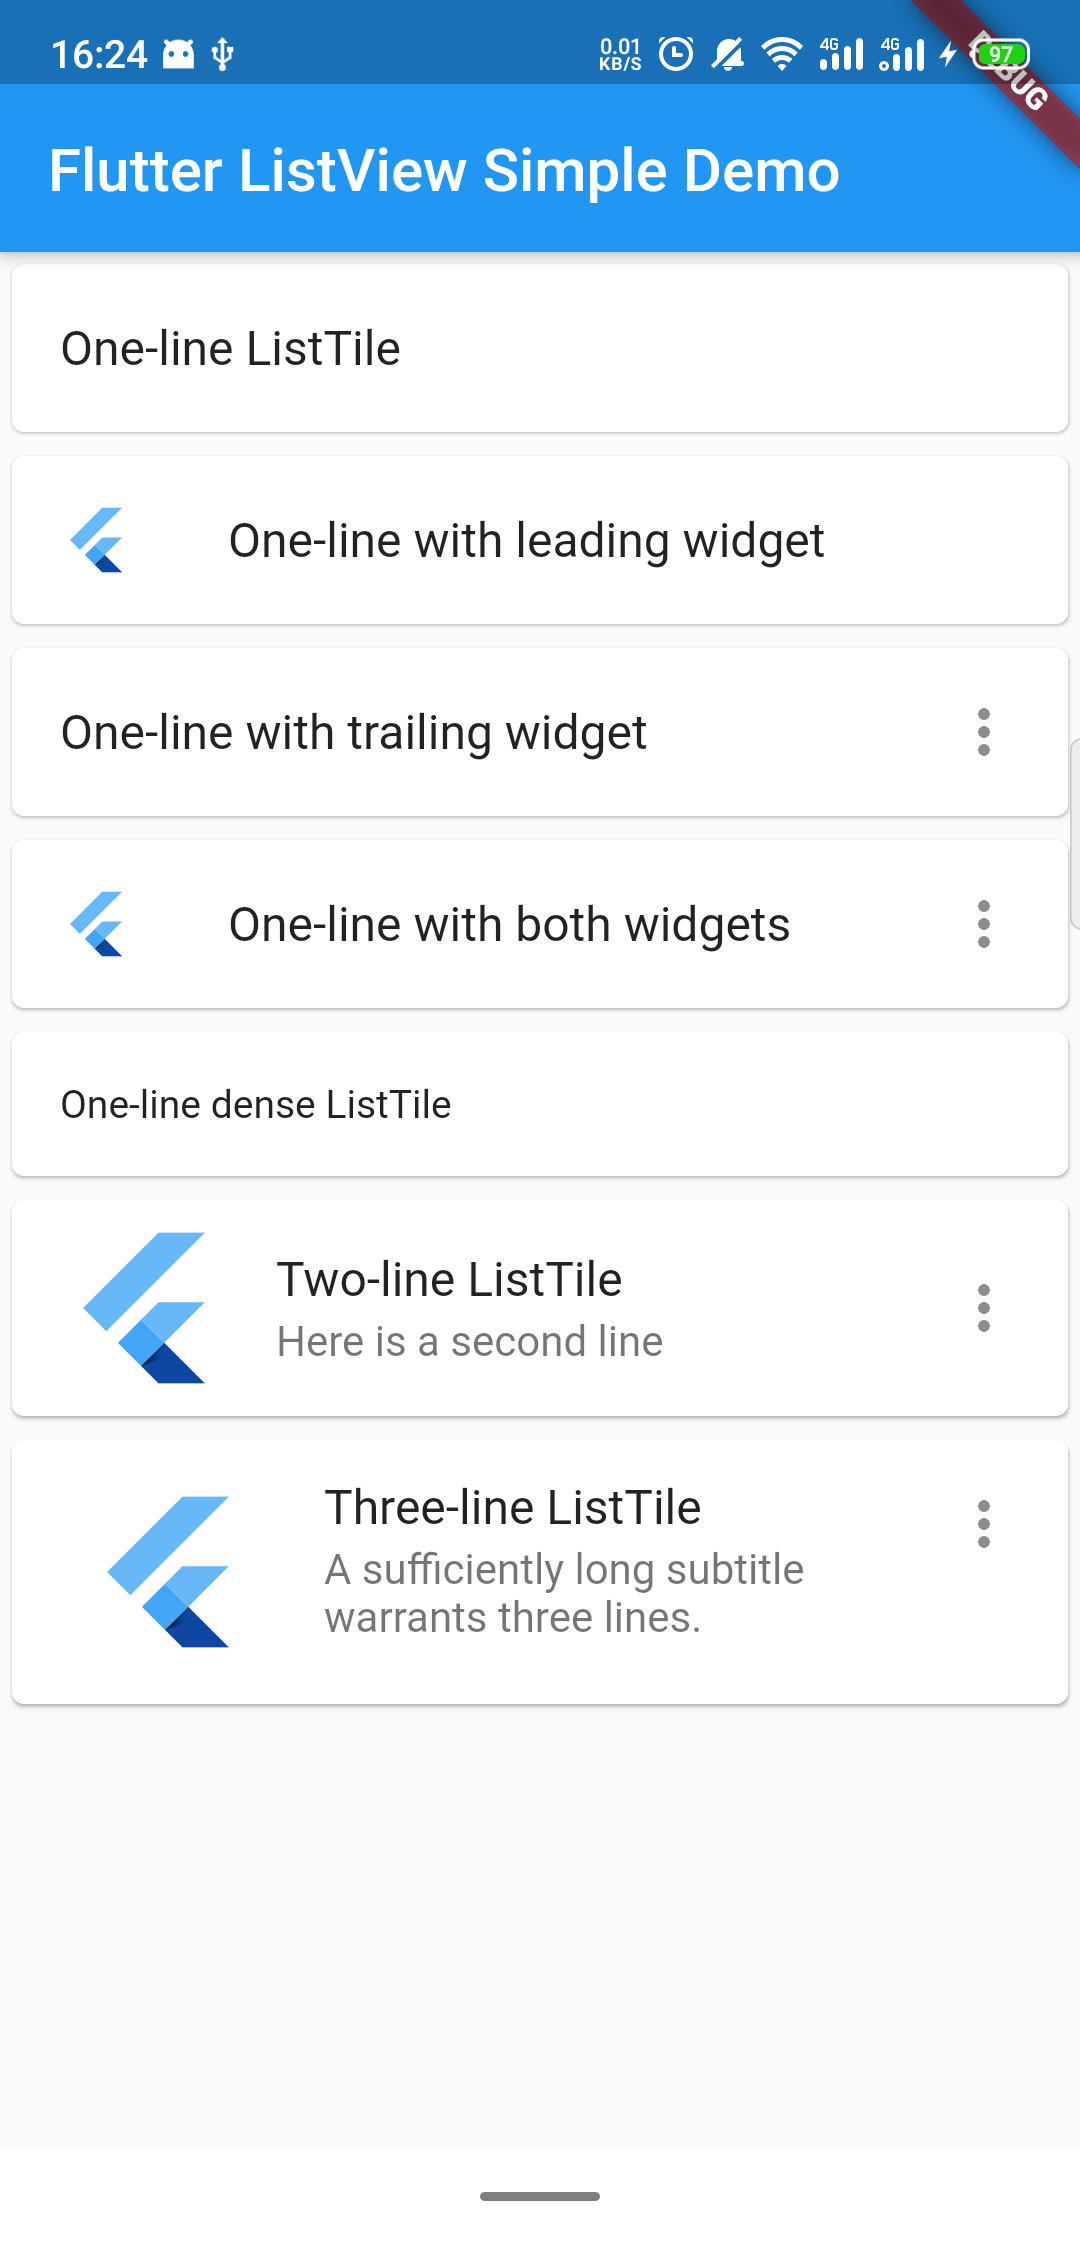 16:24
0.01
KB/S
4G
4G
97
DEBUG
Flutter ListView Simple Demo
One-line ListTile
One-line with leading widget
One-line with trailing widget
One-line with both widgets
One-line dense ListTile
Two-line ListTile
Here is a second line
Three-line ListTile
A sufficiently long subtitle
warrants three lines.